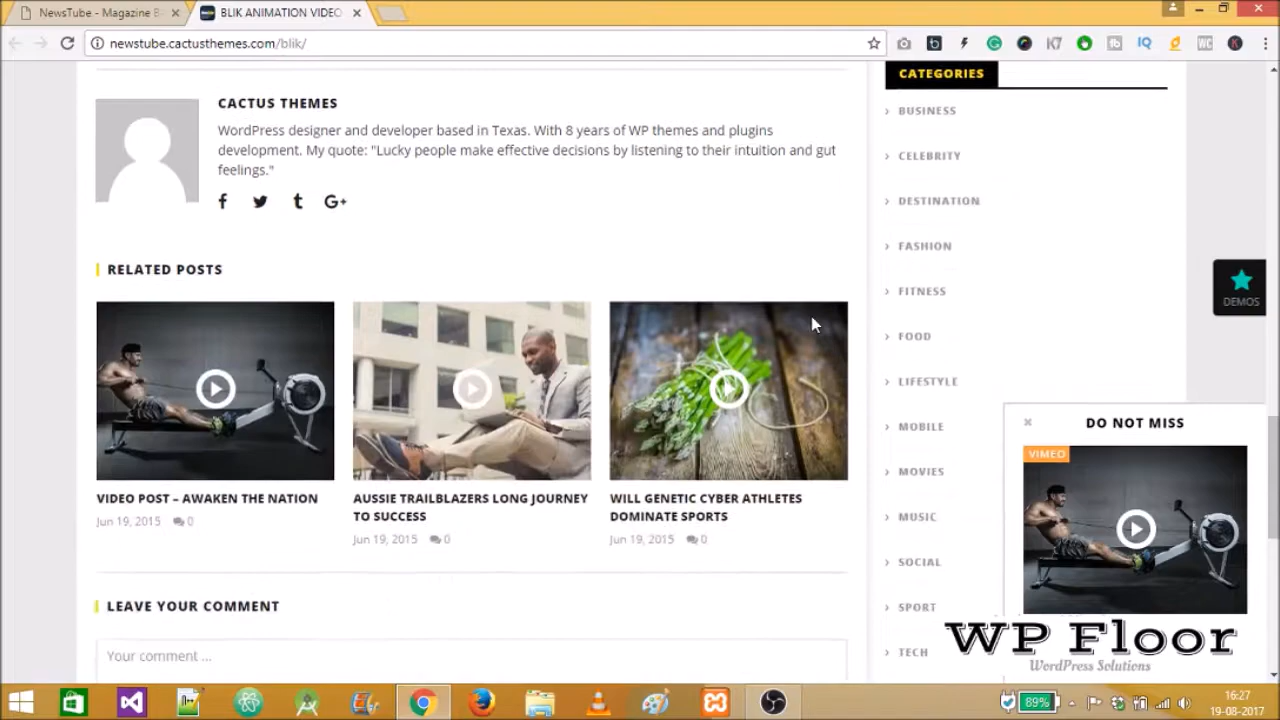 NewsTube - Magazine B
BLIK ANIMATION VIDEO
newstube.cactusthemes.com/blik/
CACTUS THEMES
WordPress designer and developer based in Texas. With 8 years of WP themes and plugins
development. My quote: "Lucky people make effective decisions by listening to their intuition and gut
feelings."
RELATED POSTS
VIDEO POST – AWAKEN THE NATION
Jun 19, 2015 0
AUSSIE TRAILBLAZERS LONG JOURNEY
TO SUCCESS
Jun 19, 2015 0
WILL GENETIC CYBER ATHLETES
DOMINATE SPORTS
Jun 19, 2015 0
LEAVE YOUR COMMENT
Your comment ...
CATEGORIES
BUSINESS
CELEBRITY
DESTINATION
FASHION
FITNESS
FOOD
LIFESTYLE
MOBILE
MOVIES
MUSIC
SOCIAL
SPORT
TECH
DEMOS
DO NOT MISS
VIMEO
WP Floor
WordPress Solutions
89%
16:27
19-08-2017